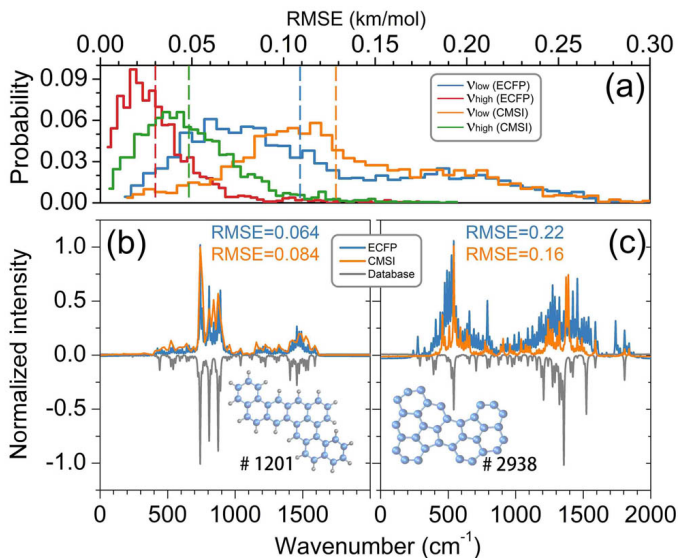 RMSE (km/mol)
0.00 0.05 0.10 0.15 0.20 0.25 0.30
(a)
Probability
0.09
0.06
0.03
0.00
νlow (ECFP)
νhigh (ECFP)
νlow (CMSI)
νhigh (CMSI)
(b)
RMSE=0.064
RMSE=0.084
ECFP
CMSI
Database
RMSE=0.22
RMSE=0.16
(c)
Normalized intensity
1.0
0.5
0.0
-0.5
-1.0
# 1201
# 2938
0 500 1000 1500 0 500 1000 1500 2000
Wavenumber (cm⁻¹)